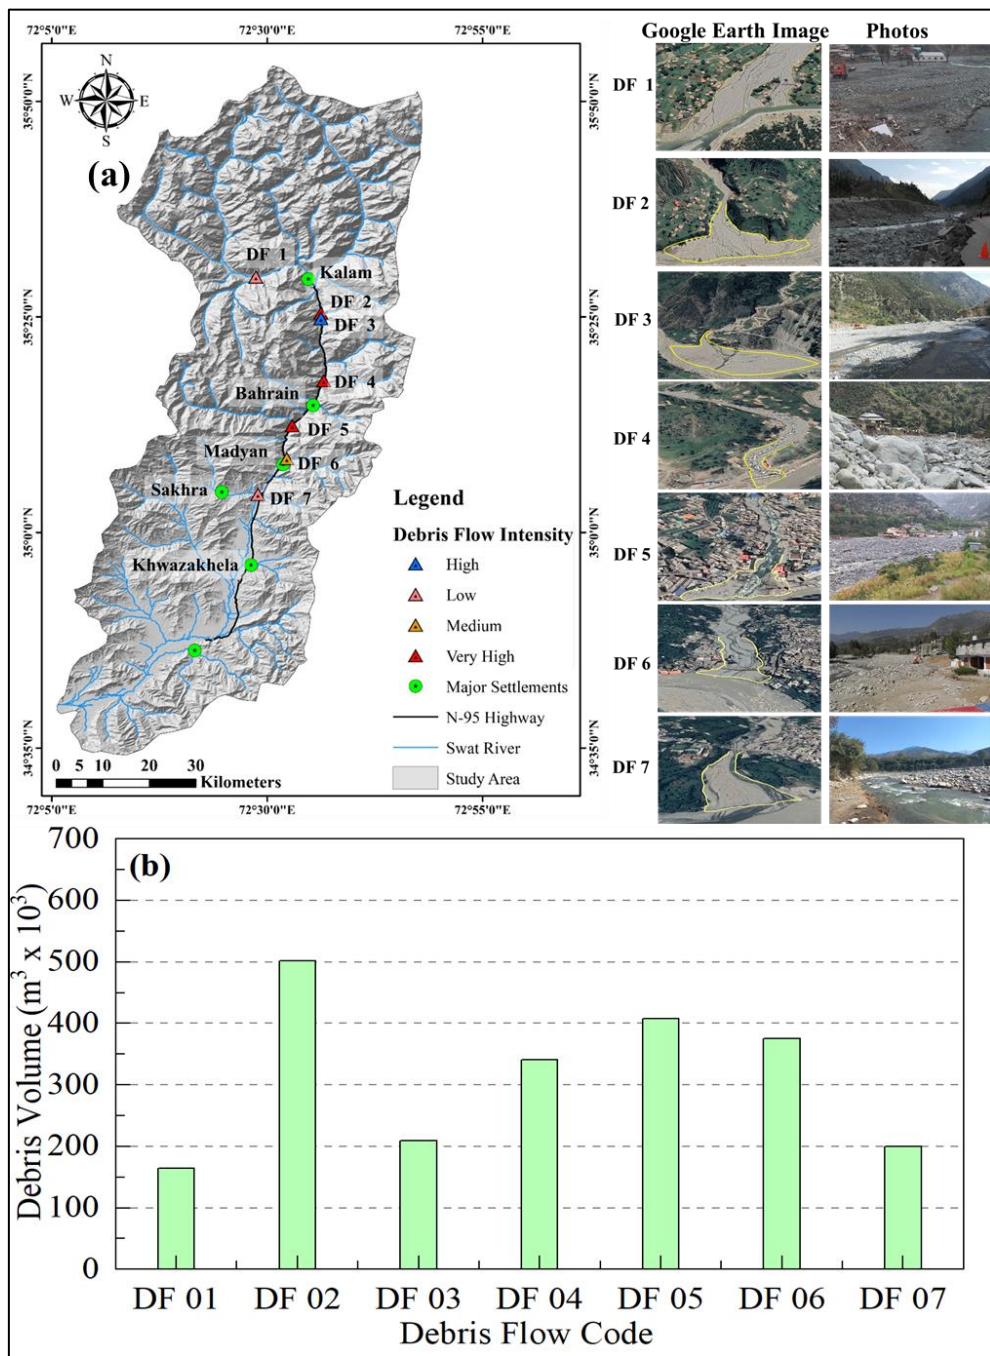 72°5'0"E 72°30'0"E 72°55'0"E
Google Earth Image Photos
N
W E
S
(a)
35°50'0"N 35°50'0"N
35°25'0"N 35°25'0"N
35°0'0"N 35°0'0"N
34°35'0"N 34°35'0"N
DF 1
Kalam
DF 2
DF 3
DF 4
Bahrain
DF 5
Madyan
DF 6
Sakhra
DF 7
Khwazakhela
Legend
Debris Flow Intensity
High
Low
Medium
Very High
Major Settlements
N-95 Highway
Swat River
Study Area
0 5 10 20 30
Kilometers
72°5'0"E 72°30'0"E 72°55'0"E
DF 1
DF 2
DF 3
DF 4
DF 5
DF 6
DF 7
(b)
Debris Volume (m³ x 10³)
700
600
500
400
300
200
100
0
DF 01 DF 02 DF 03 DF 04 DF 05 DF 06 DF 07
Debris Flow Code